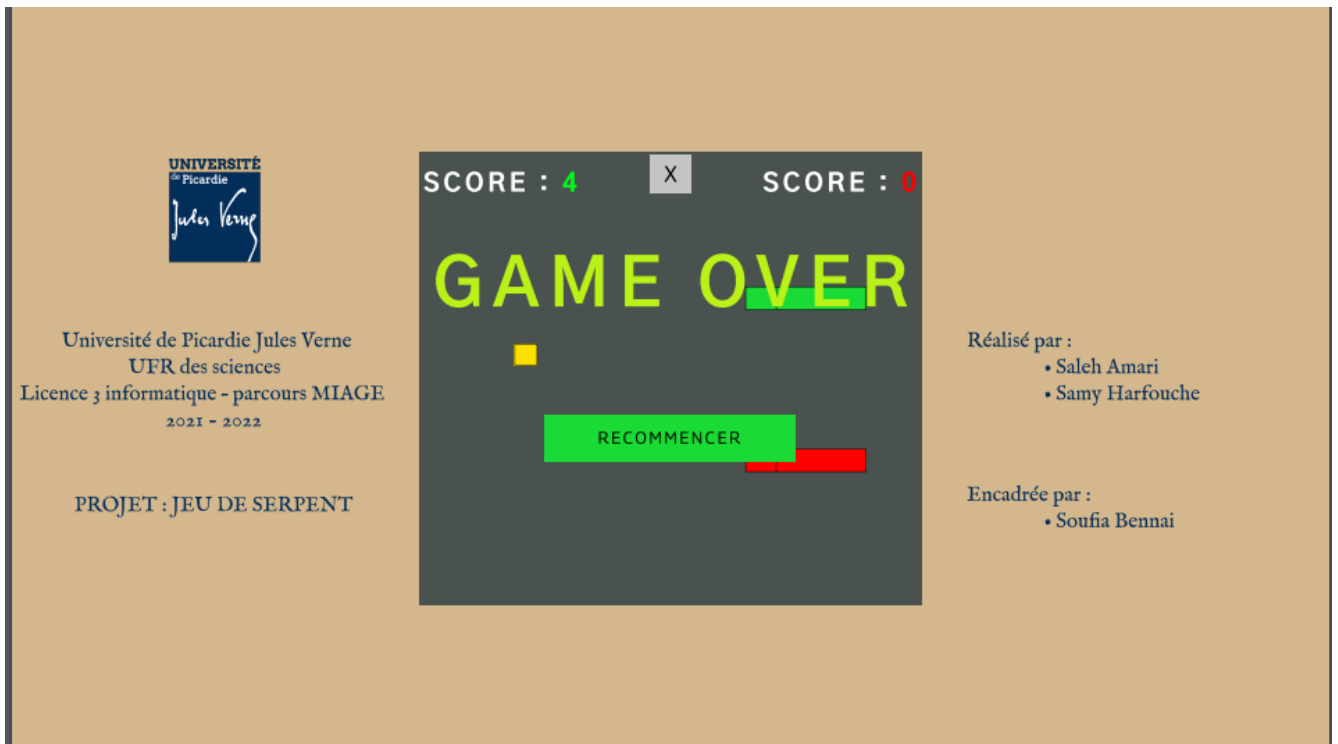 UNIVERSITÉ
de Picardie
Jules Verne
Université de Picardie Jules Verne
UFR des sciences
Licence 3 informatique - parcours MIAGE
2021 - 2022
PROJET : JEU DE SERPENT
SCORE : 4
X
SCORE : 0
GAME OVER
RECOMMENCER
Réalisé par :
• Saleh Amari
• Samy Harfouche
Encadrée par :
• Soufia Bennai